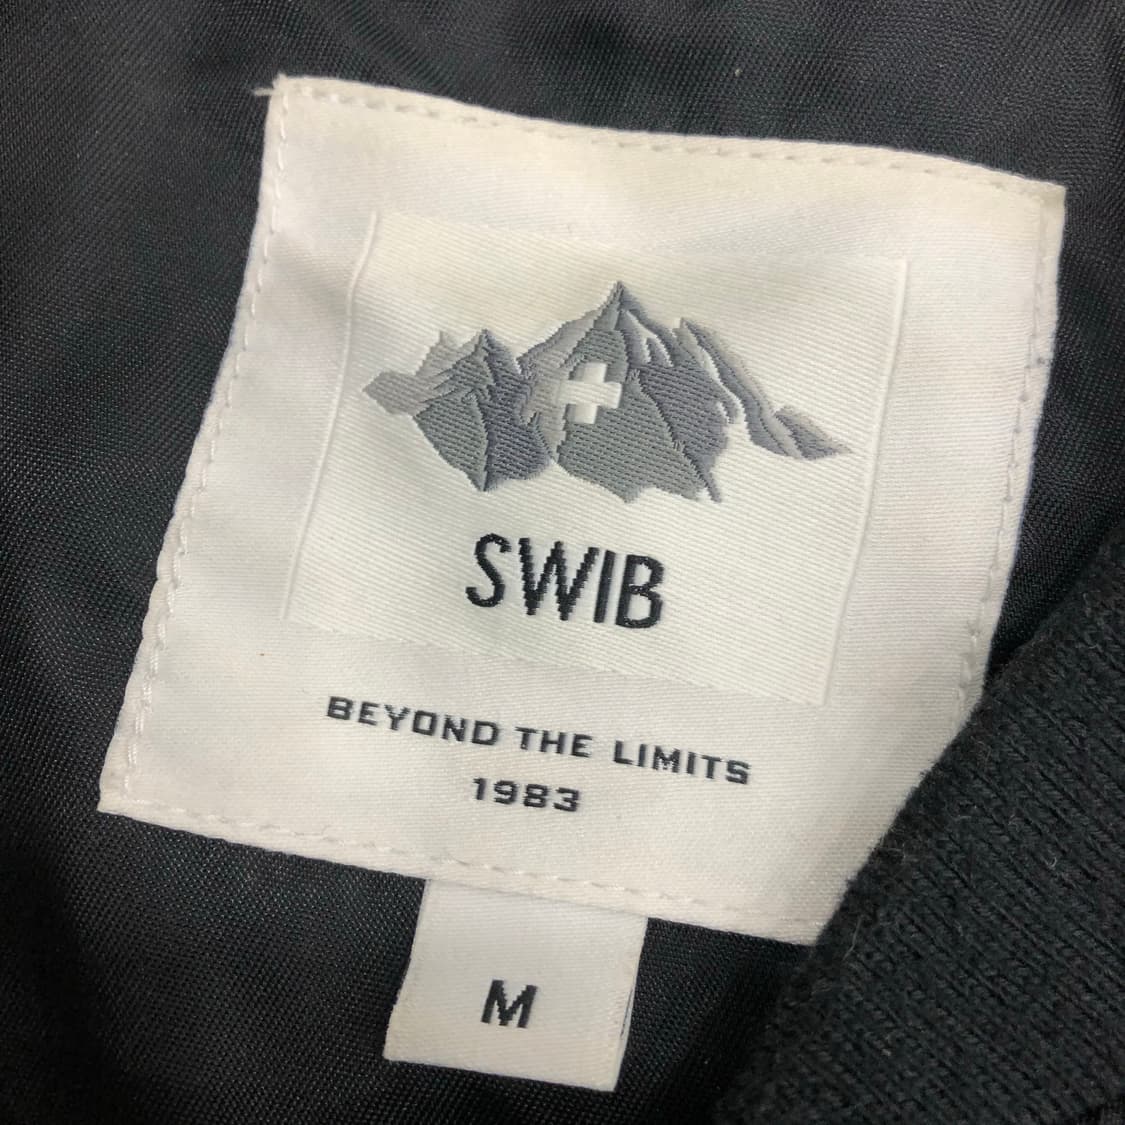 SWIB
BEYOND THE LIMITS
1983
M